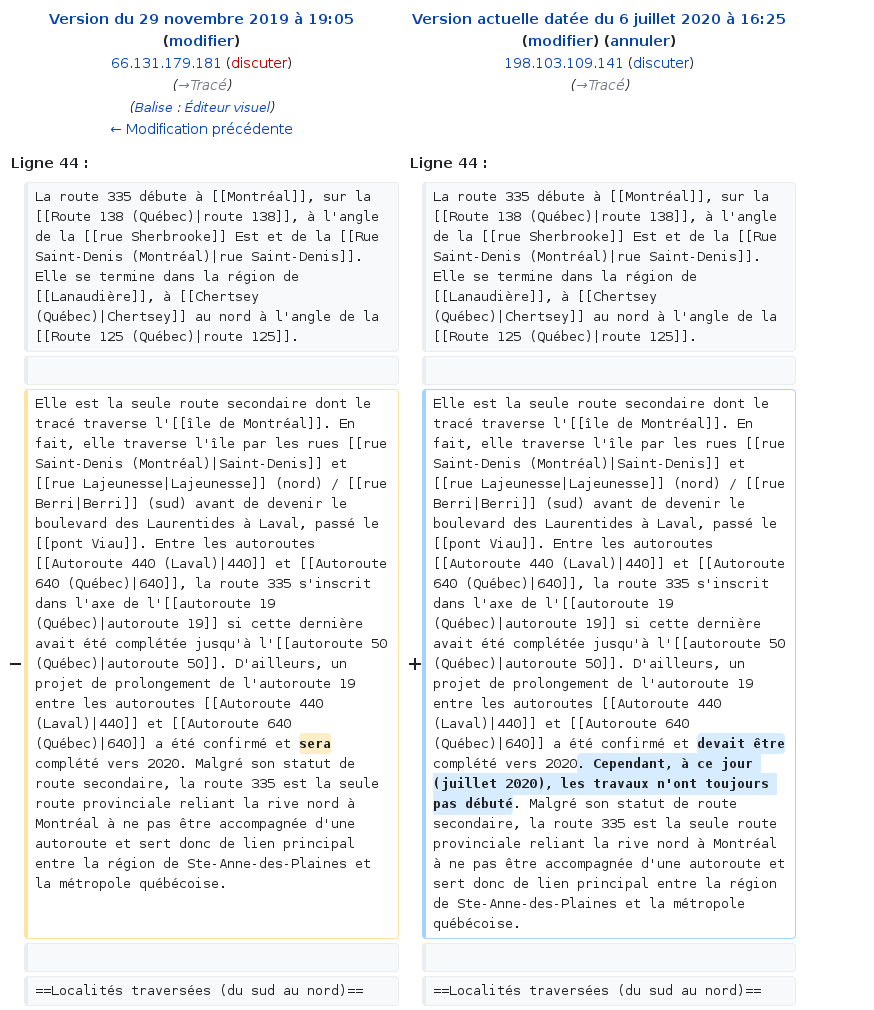 Version du 29 novembre 2019 à 19:05
(modifier)
66.131.179.181 (discuter)
(→Tracé)
(Balise : Éditeur visuel)
← Modification précédente
Ligne 44 :
La route 335 débute à [[Montréal]], sur la
[[Route 138 (Québec)|route 138]], à l'angle
de la [[rue Sherbrooke]] Est et de la [[Rue
Saint-Denis (Montréal)|rue Saint-Denis]].
Elle se termine dans la région de
[[Lanaudière]], à [[Chertsey
(Québec)|Chertsey]] au nord à l'angle de la
[[Route 125 (Québec)|route 125]].
−
Elle est la seule route secondaire dont le
tracé traverse l'[[île de Montréal]]. En
fait, elle traverse l'île par les rues [[rue
Saint-Denis (Montréal)|Saint-Denis]] et
[[rue Lajeunesse|Lajeunesse]] (nord) / [[rue
Berri|Berri]] (sud) avant de devenir le
boulevard des Laurentides à Laval, passé le
[[pont Viau]]. Entre les autoroutes
[[Autoroute 440 (Laval)|440]] et [[Autoroute
640 (Québec)|640]], la route 335 s'inscrit
dans l'axe de l'[[autoroute 19
(Québec)|autoroute 19]] si cette dernière
avait été complétée jusqu'à l'[[autoroute 50
(Québec)|autoroute 50]]. D'ailleurs, un
projet de prolongement de l'autoroute 19
entre les autoroutes [[Autoroute 440
(Laval)|440]] et [[Autoroute 640
(Québec)|640]] a été confirmé et sera
complété vers 2020. Malgré son statut de
route secondaire, la route 335 est la seule
route provinciale reliant la rive nord à
Montréal à ne pas être accompagnée d'une
autoroute et sert donc de lien principal
entre la région de Ste-Anne-des-Plaines et
la métropole québécoise.
==Localités traversées (du sud au nord)==
Version actuelle datée du 6 juillet 2020 à 16:25
(modifier) (annuler)
198.103.109.141 (discuter)
(→Tracé)
Ligne 44 :
La route 335 débute à [[Montréal]], sur la
[[Route 138 (Québec)|route 138]], à l'angle
de la [[rue Sherbrooke]] Est et de la [[Rue
Saint-Denis (Montréal)|rue Saint-Denis]].
Elle se termine dans la région de
[[Lanaudière]], à [[Chertsey
(Québec)|Chertsey]] au nord à l'angle de la
[[Route 125 (Québec)|route 125]].
+
Elle est la seule route secondaire dont le
tracé traverse l'[[île de Montréal]]. En
fait, elle traverse l'île par les rues [[rue
Saint-Denis (Montréal)|Saint-Denis]] et
[[rue Lajeunesse|Lajeunesse]] (nord) / [[rue
Berri|Berri]] (sud) avant de devenir le
boulevard des Laurentides à Laval, passé le
[[pont Viau]]. Entre les autoroutes
[[Autoroute 440 (Laval)|440]] et [[Autoroute
640 (Québec)|640]], la route 335 s'inscrit
dans l'axe de l'[[autoroute 19
(Québec)|autoroute 19]] si cette dernière
avait été complétée jusqu'à l'[[autoroute 50
(Québec)|autoroute 50]]. D'ailleurs, un
projet de prolongement de l'autoroute 19
entre les autoroutes [[Autoroute 440
(Laval)|440]] et [[Autoroute 640
(Québec)|640]] a été confirmé et devait être
complété vers 2020. Cependant, à ce jour
(juillet 2020), les travaux n'ont toujours
pas débuté. Malgré son statut de route
secondaire, la route 335 est la seule route
provinciale reliant la rive nord à Montréal
à ne pas être accompagnée d'une autoroute et
sert donc de lien principal entre la région
de Ste-Anne-des-Plaines et la métropole
québécoise.
==Localités traversées (du sud au nord)==